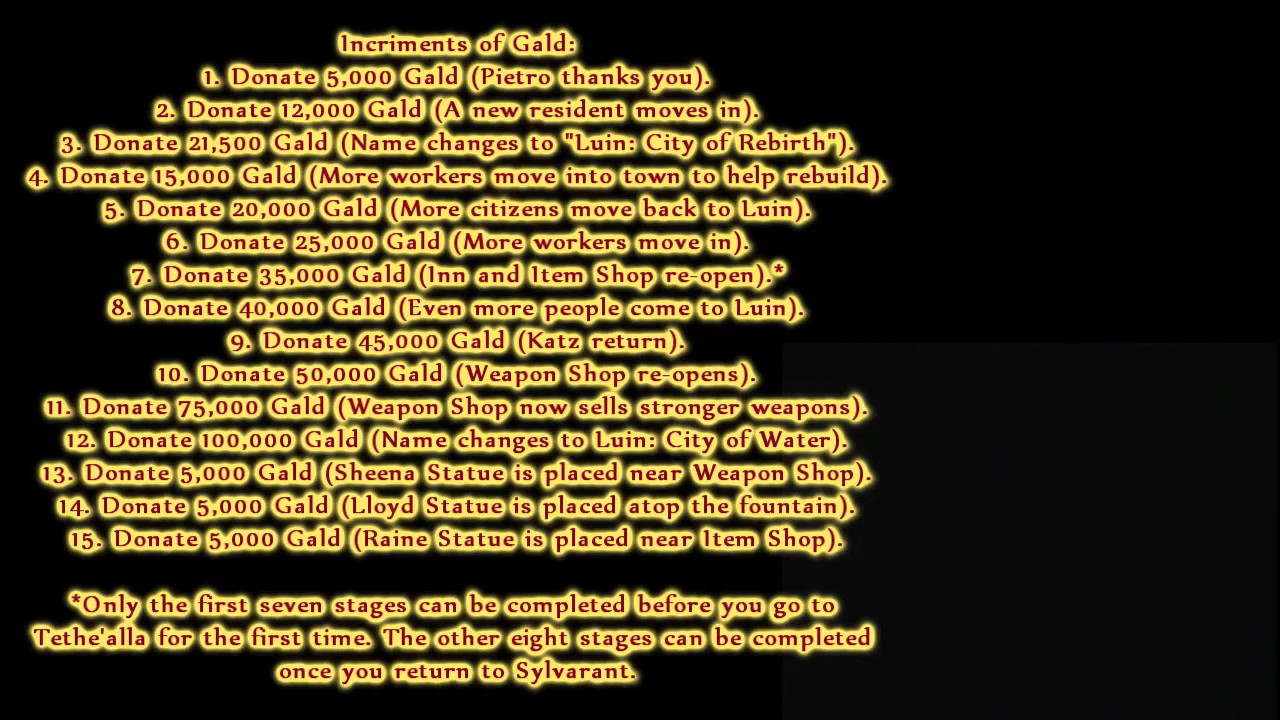 Incriments of Gald:
1. Donate 5,000 Gald (Pietro thanks you).
2. Donate 12,000 Gald (A new resident moves in).
3. Donate 21,500 Gald (Name changes to "Luin: City of Rebirth").
4. Donate 15,000 Gald (More workers move into town to help rebuild).
5. Donate 20,000 Gald (More citizens move back to Luin).
6. Donate 25,000 Gald (More workers move in).
7. Donate 35,000 Gald (Inn and Item Shop re-open).*
8. Donate 40,000 Gald (Even more people come to Luin).
9. Donate 45,000 Gald (Katz return).
10. Donate 50,000 Gald (Weapon Shop re-opens).
11. Donate 75,000 Gald (Weapon Shop now sells stronger weapons).
12. Donate 100,000 Gald (Name changes to Luin: City of Water).
13. Donate 5,000 Gald (Sheena Statue is placed near Weapon Shop).
14. Donate 5,000 Gald (Lloyd Statue is placed atop the fountain).
15. Donate 5,000 Gald (Raine Statue is placed near Item Shop).
*Only the first seven stages can be completed before you go to
Tethe'alla for the first time. The other eight stages can be completed
once you return to Sylvarant.